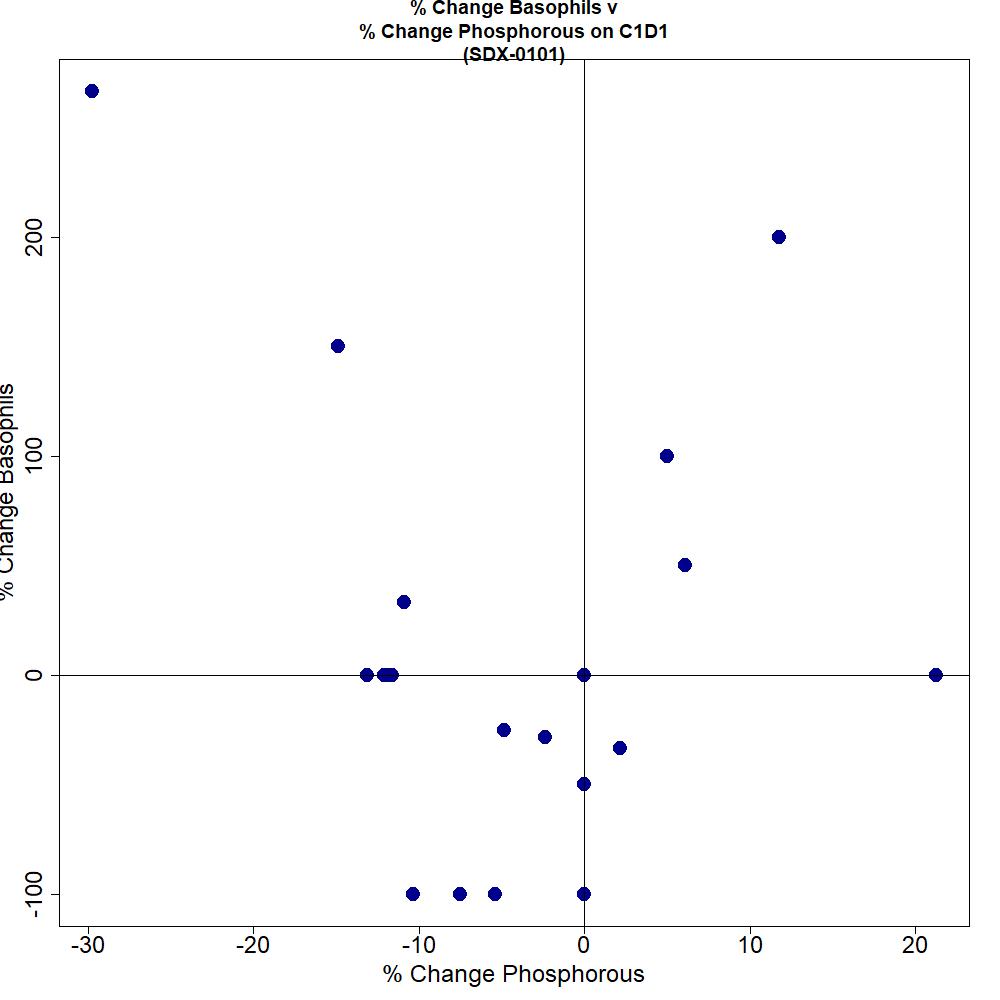 % Change Basophils v
% Change Phosphorous on C1D1
(SDX-0101)
% Change Basophils
200
100
0
-100
-30
-20
-10
0
10
20
% Change Phosphorous